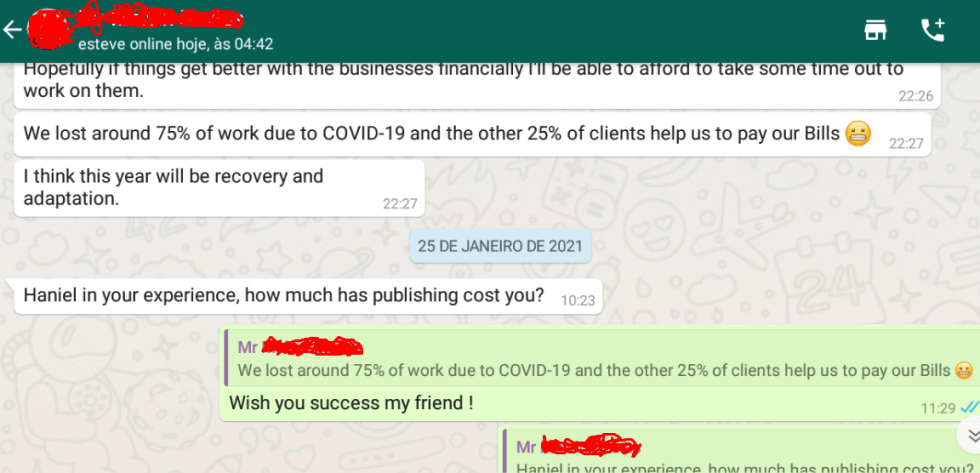 esteve online hoje, às 04:42
Hopefully if things get better with the businesses financially I'll be able to afford to take some time out to
work on them.
22:26
We lost around 75% of work due to COVID-19 and the other 25% of clients help us to pay our Bills 😬
22:27
I think this year will be recovery and
adaptation.
22:27
25 DE JANEIRO DE 2021
Haniel in your experience, how much has publishing cost you?
10:23
Mr
We lost around 75% of work due to COVID-19 and the other 25% of clients help us to pay our Bills 😬
Wish you success my friend !
11:29
Mr
Haniel in your experience, how much has publishing cost you?